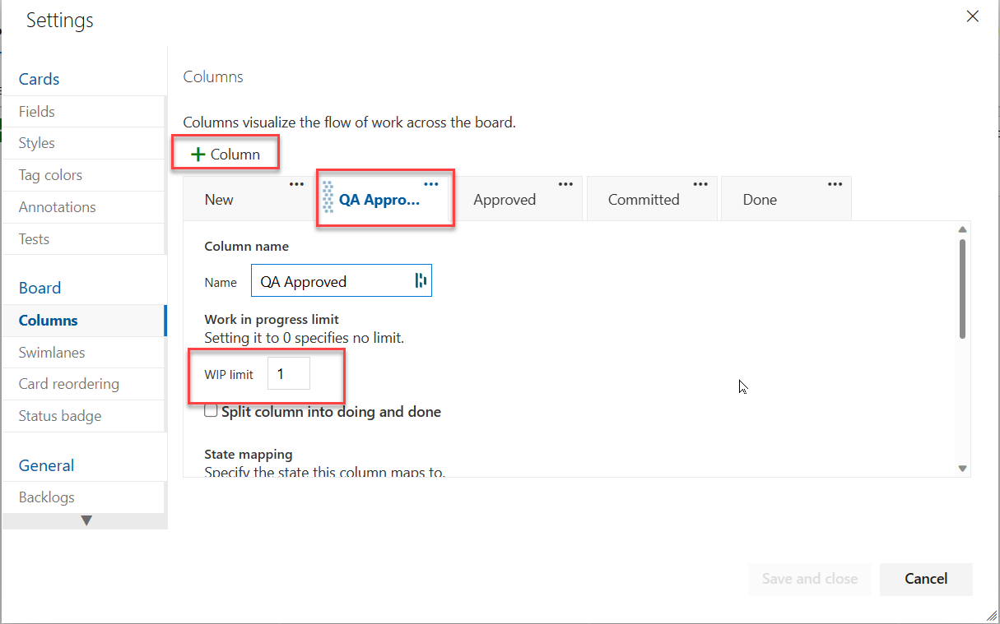 Settings
Cards
Fields
Styles
Tag colors
Annotations
Tests
Board
Columns
Swimlanes
Card reordering
Status badge
General
Backlogs
Columns
Columns visualize the flow of work across the board.
+ Column
New
QA Appro...
Approved
Committed
Done
Column name
Name QA Approved
Work in progress limit
Setting it to 0 specifies no limit.
WIP limit 1
Split column into doing and done
State mapping
Specify the state this column maps to.
Save and close Cancel